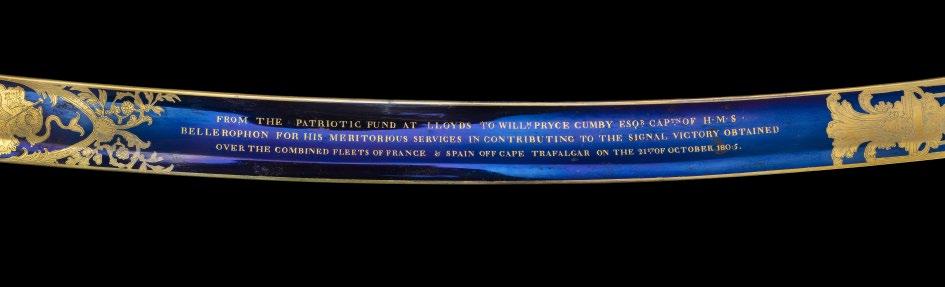 FROM THE PATRIOTIC FUND AT LLOYDS TO WILLM PRYCE CUMBY ESQR CAPTN OF H·M·S·
BELLEROPHON FOR HIS MERITORIOUS SERVICES IN CONTRIBUTING TO THE SIGNAL VICTORY OBTAINED
OVER THE COMBINED FLEETS OF FRANCE & SPAIN OFF CAPE TRAFALGAR ON THE 21ST OF OCTOBER 1805.